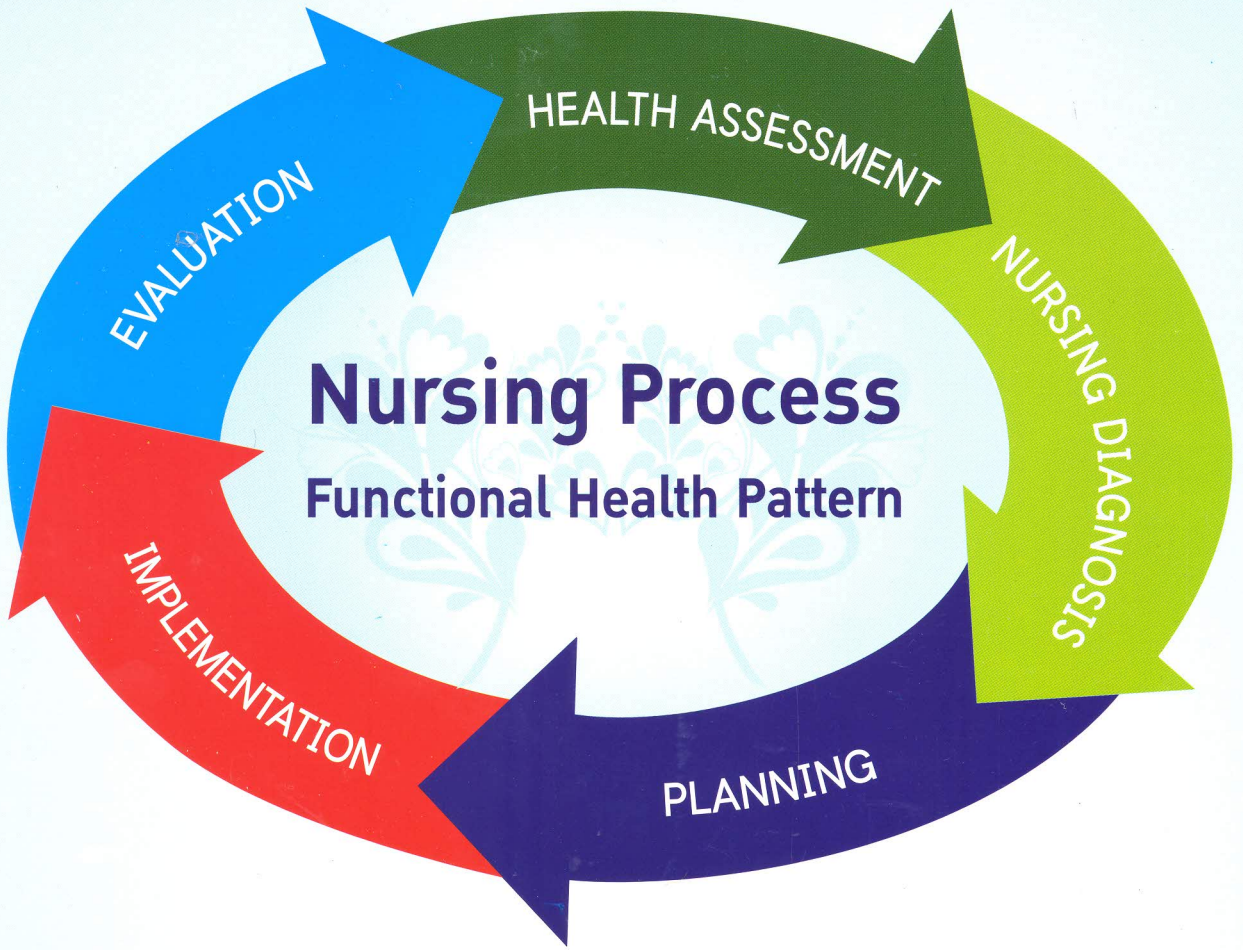 HEALTH ASSESSMENT
NURSING DIAGNOSIS
PLANNING
IMPLEMENTATION
EVALUATION
Nursing Process
Functional Health Pattern